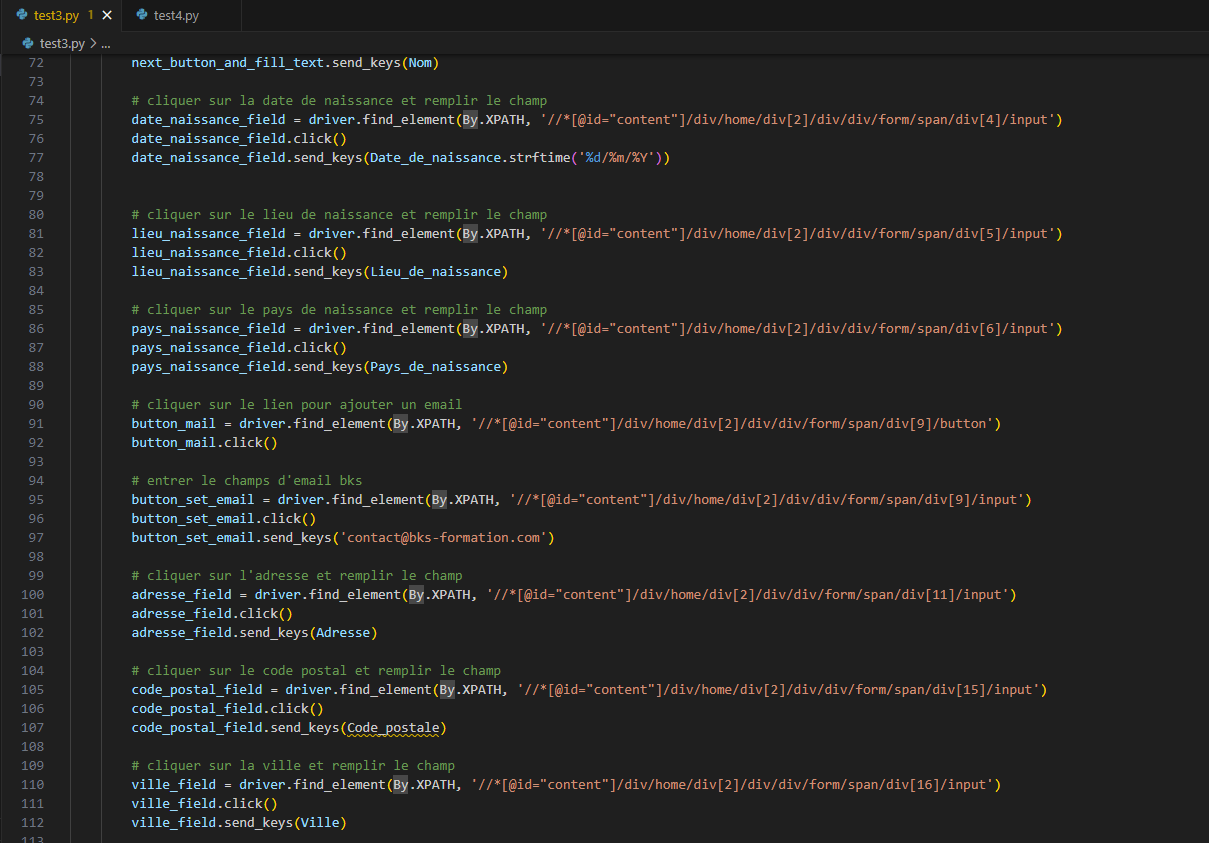 test3.py 1 × test4.py
test3.py > ...
72 next_button_and_fill_text.send_keys(Nom)
73
74 # cliquer sur la date de naissance et remplir le champ
75 date_naissance_field = driver.find_element(By.XPATH, '//*[@id="content"]/div/home/div[2]/div/div/form/span/div[4]/input')
76 date_naissance_field.click()
77 date_naissance_field.send_keys(Date_de_naissance.strftime('%d/%m/%Y'))
78
79
80 # cliquer sur le lieu de naissance et remplir le champ
81 lieu_naissance_field = driver.find_element(By.XPATH, '//*[@id="content"]/div/home/div[2]/div/div/form/span/div[5]/input')
82 lieu_naissance_field.click()
83 lieu_naissance_field.send_keys(Lieu_de_naissance)
84
85 # cliquer sur le pays de naissance et remplir le champ
86 pays_naissance_field = driver.find_element(By.XPATH, '//*[@id="content"]/div/home/div[2]/div/div/form/span/div[6]/input')
87 pays_naissance_field.click()
88 pays_naissance_field.send_keys(Pays_de_naissance)
89
90 # cliquer sur le lien pour ajouter un email
91 button_mail = driver.find_element(By.XPATH, '//*[@id="content"]/div/home/div[2]/div/div/form/span/div[9]/button')
92 button_mail.click()
93
94 # entrer le champs d'email bks
95 button_set_email = driver.find_element(By.XPATH, '//*[@id="content"]/div/home/div[2]/div/div/form/span/div[9]/input')
96 button_set_email.click()
97 button_set_email.send_keys('contact@bks-formation.com')
98
99 # cliquer sur l'adresse et remplir le champ
100 adresse_field = driver.find_element(By.XPATH, '//*[@id="content"]/div/home/div[2]/div/div/form/span/div[11]/input')
101 adresse_field.click()
102 adresse_field.send_keys(Adresse)
103
104 # cliquer sur le code postal et remplir le champ
105 code_postal_field = driver.find_element(By.XPATH, '//*[@id="content"]/div/home/div[2]/div/div/form/span/div[15]/input')
106 code_postal_field.click()
107 code_postal_field.send_keys(Code_postale)
108
109 # cliquer sur la ville et remplir le champ
110 ville_field = driver.find_element(By.XPATH, '//*[@id="content"]/div/home/div[2]/div/div/form/span/div[16]/input')
111 ville_field.click()
112 ville_field.send_keys(Ville)
113